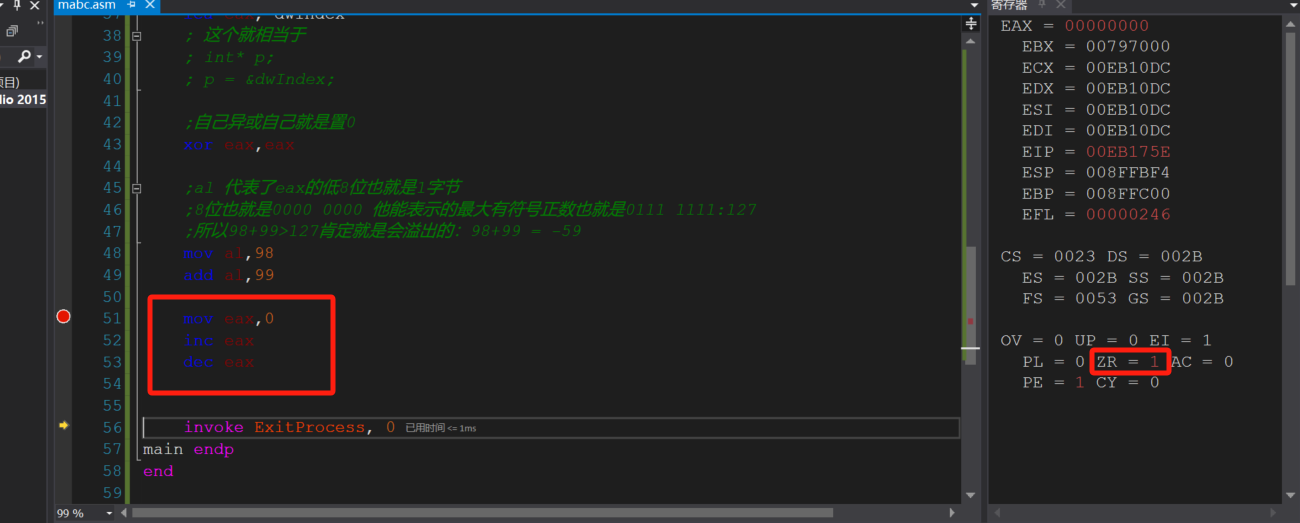 mabc.asm
寄存器
项目)
lio 2015
37 lea eax, dwIndex
38 ; 这个就相当于
39 ; int* p;
40 ; p = &dwIndex;
41
42 ;自己异或自己就是置0
43 xor eax,eax
44
45 ;al 代表了eax的低8位也就是1字节
46 ;8位也就是0000 0000 他能表示的最大有符号正数也就是0111 1111:127
47 ;所以98+99>127肯定就是会溢出的: 98+99 = -59
48 mov al,98
49 add al,99
50
51 mov eax,0
52 inc eax
53 dec eax
54
55
56 invoke ExitProcess, 0 已用时间 <= 1ms
57 main endp
58 end
59
99 %
EAX = 00000000
EBX = 00797000
ECX = 00EB10DC
EDX = 00EB10DC
ESI = 00EB10DC
EDI = 00EB10DC
EIP = 00EB175E
ESP = 008FFBF4
EBP = 008FFC00
EFL = 00000246
CS = 0023 DS = 002B
ES = 002B SS = 002B
FS = 0053 GS = 002B
OV = 0 UP = 0 EI = 1
PL = 0 ZR = 1 AC = 0
PE = 1 CY = 0